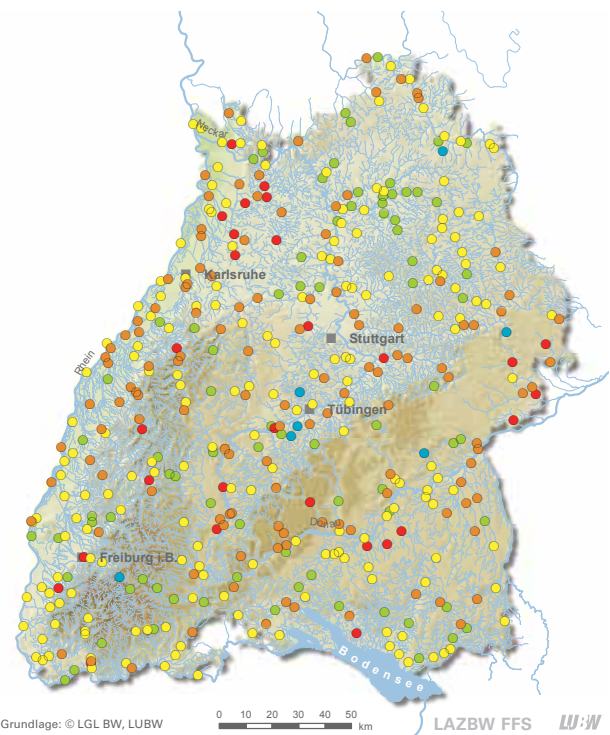 Neckar
Karlsruhe
Stuttgart
Rhein
Tübingen
Donau
Freiburg i.B.
Bodensee
Grundlage: © LGL BW, LUBW
0 10 20 30 40 50
km
LAZBW FFS
LUBW